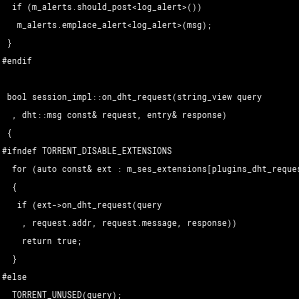 if (m_alerts.should_post<log_alert>())
m_alerts.emplace_alert<log_alert>(msg);
}
#endif
bool session_impl::on_dht_request(string_view query
, dht::msg const& request, entry& response)
{
#ifndef TORRENT_DISABLE_EXTENSIONS
for (auto const& ext : m_ses_extensions[plugins_dht_reques
{
if (ext->on_dht_request(query
, request.addr, request.message, response))
return true;
}
#else
TORRENT_UNUSED(query);